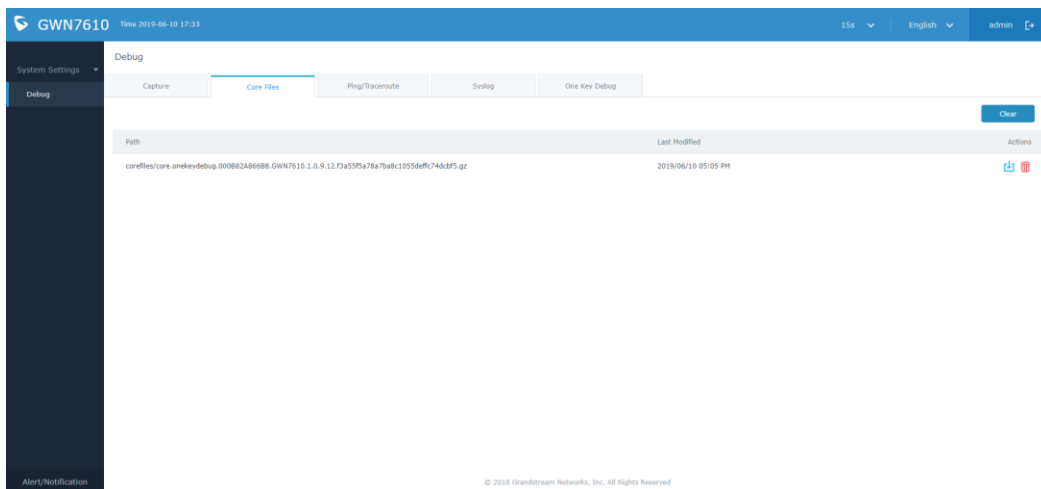 GWN7610 Time 2019-06-10 17:33 15s English admin
System Settings
Debug
Debug
Capture Core Files Ping/Traceroute Syslog One Key Debug
Clear
Path Last Modified Actions
corefiles/core.onekeydebug.000B82A866B8.GWN7610.1.0.9.12.f3a55f5a78a7ba8c1055deffc74dcbf5.gz 2019/06/10 05:05 PM
Alert/Notification
© 2018 Grandstream Networks, Inc. All Rights Reserved